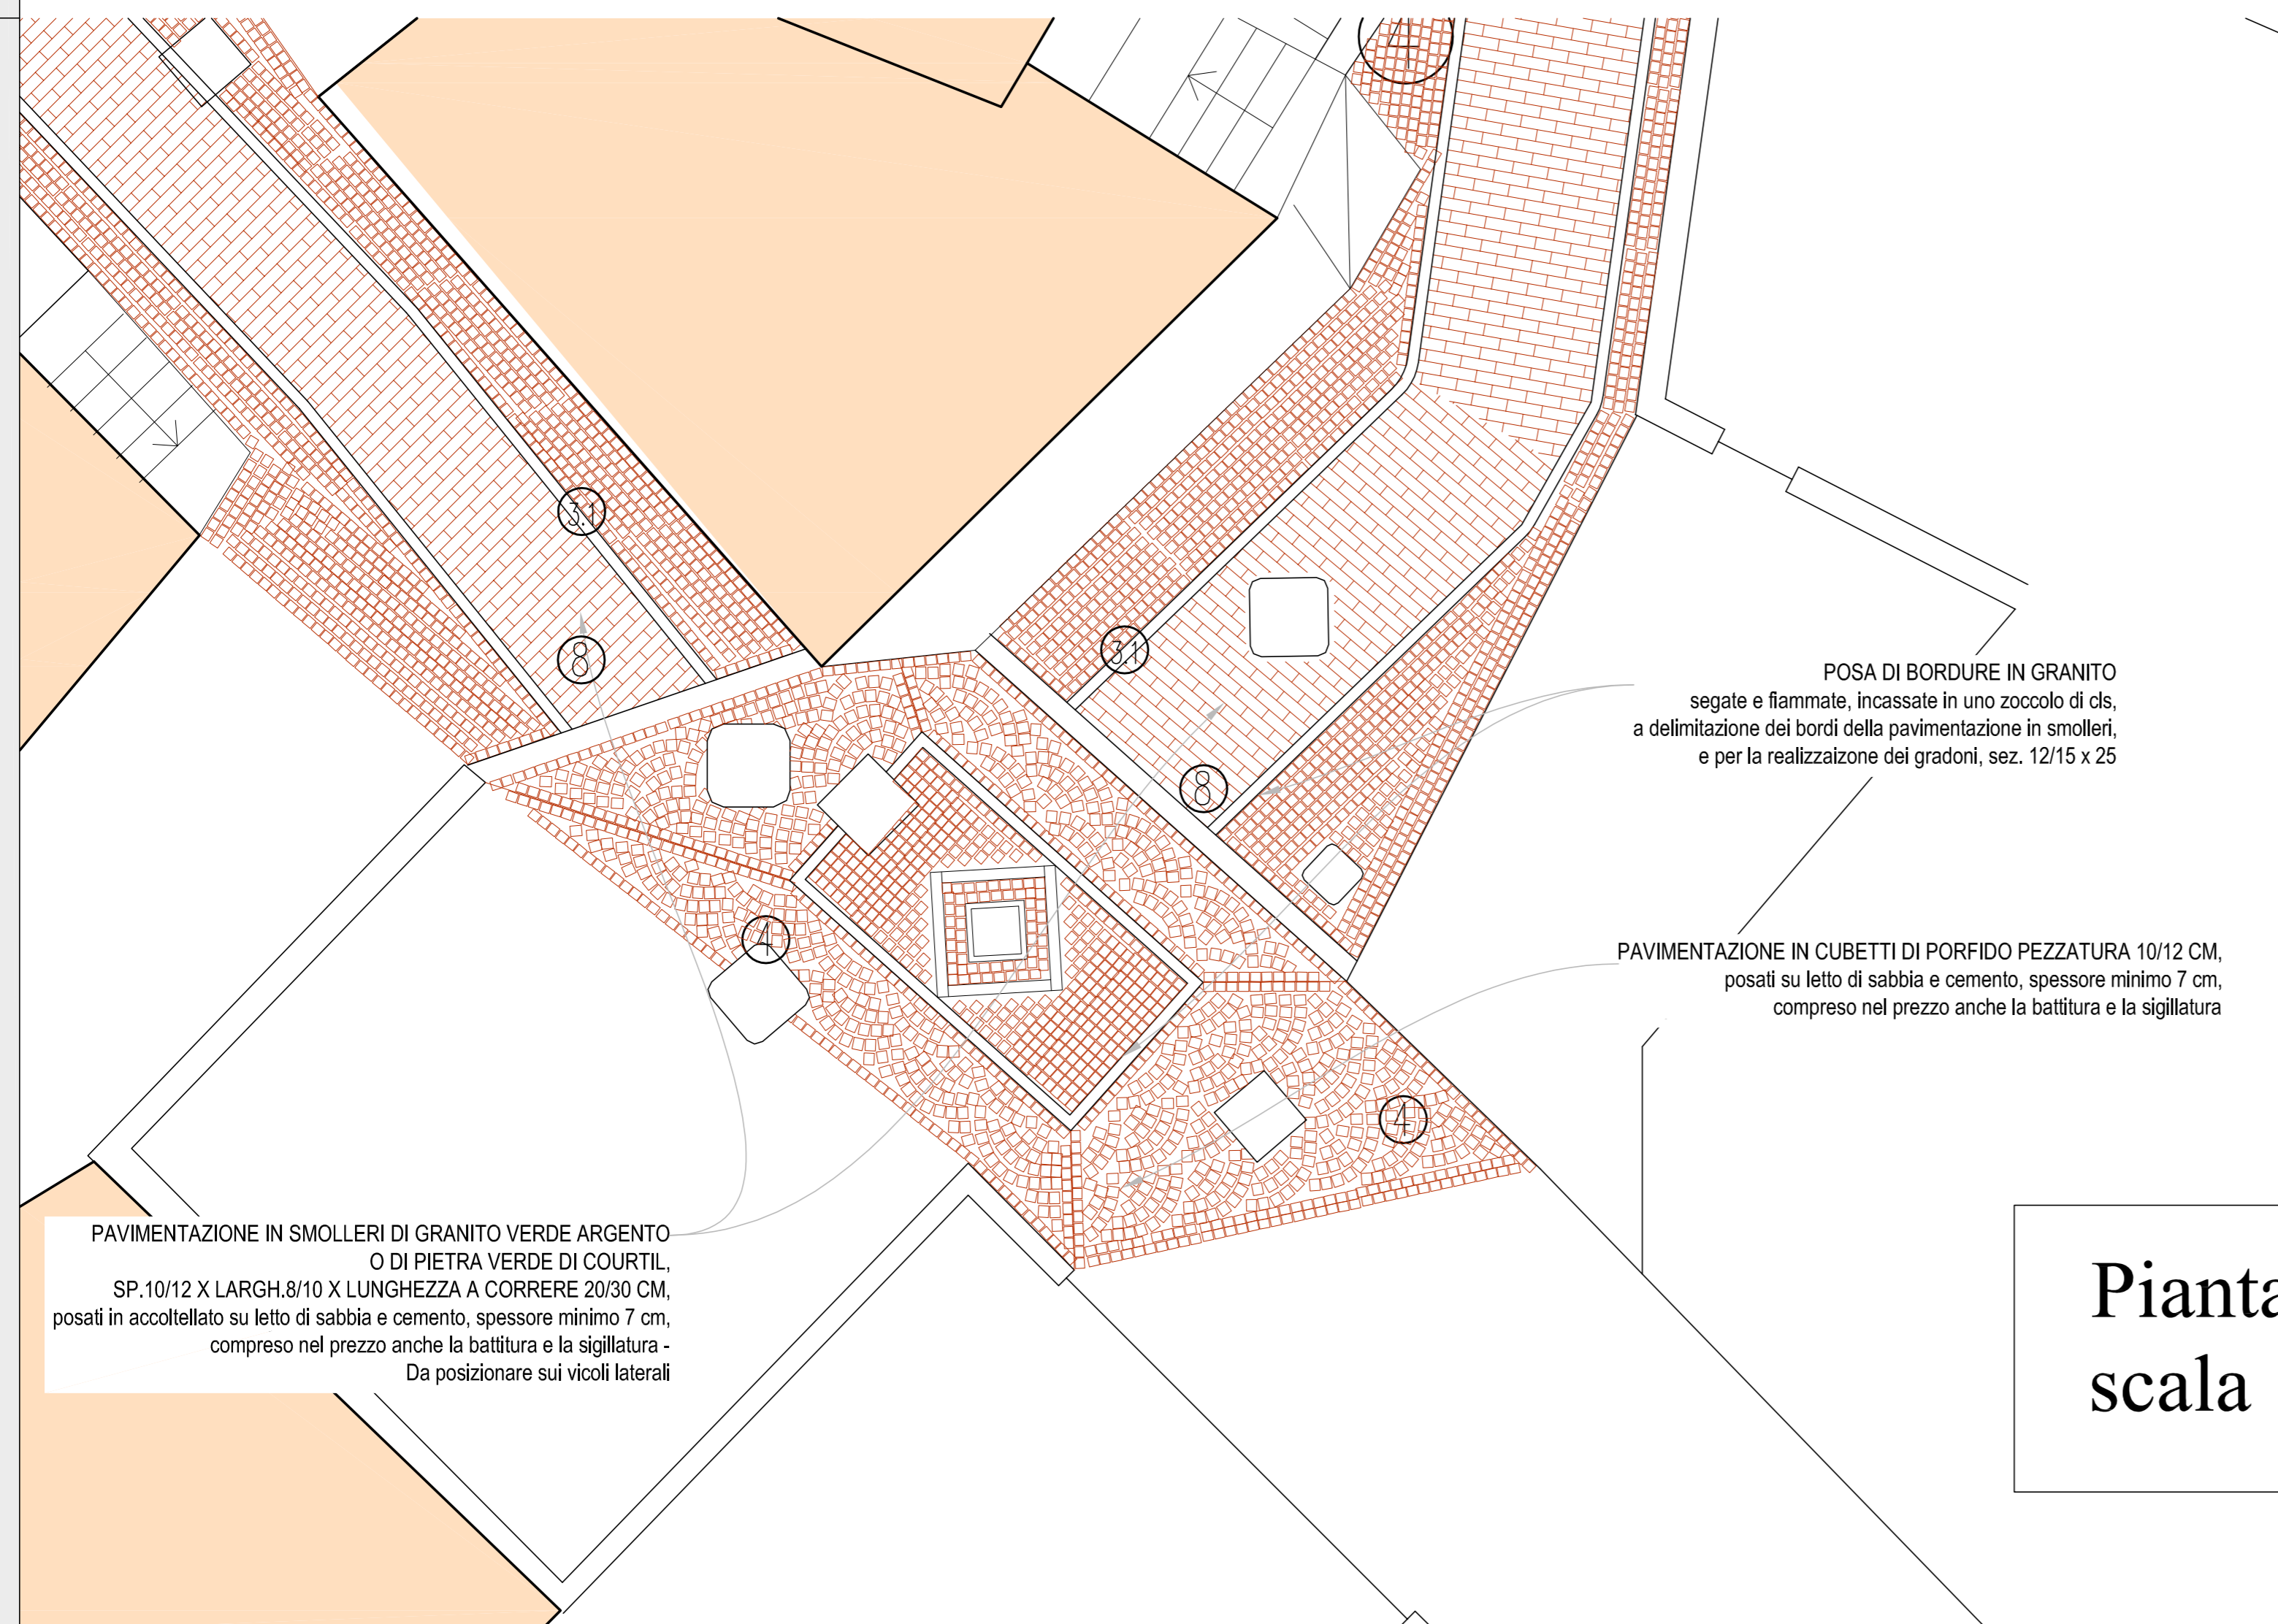 4
3.1
8
3.1
8
4
4
POSA DI BORDURE IN GRANITO
segate e fiammate, incassate in uno zoccolo di cls,
a delimitazione dei bordi della pavimentazione in smolleri,
e per la realizzaizone dei gradoni, sez. 12/15 x 25
PAVIMENTAZIONE IN CUBETTI DI PORFIDO PEZZATURA 10/12 CM,
posati su letto di sabbia e cemento, spessore minimo 7 cm,
compreso nel prezzo anche la battitura e la sigillatura
PAVIMENTAZIONE IN SMOLLERI DI GRANITO VERDE ARGENTO
O DI PIETRA VERDE DI COURTIL,
SP.10/12 X LARGH.8/10 X LUNGHEZZA A CORRERE 20/30 CM,
posati in accoltellato su letto di sabbia e cemento, spessore minimo 7 cm,
compreso nel prezzo anche la battitura e la sigillatura -
Da posizionare sui vicoli laterali
Pianta
scala